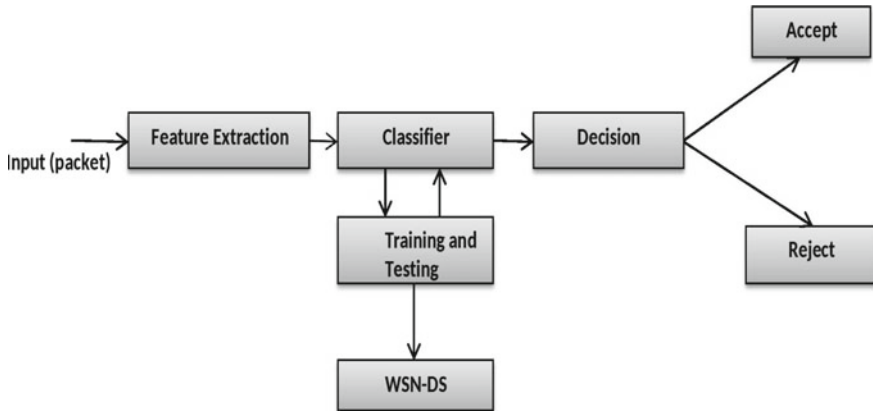 Accept
Input (packet)
Feature Extraction
Classifier
Decision
Training and
Testing
Reject
WSN-DS